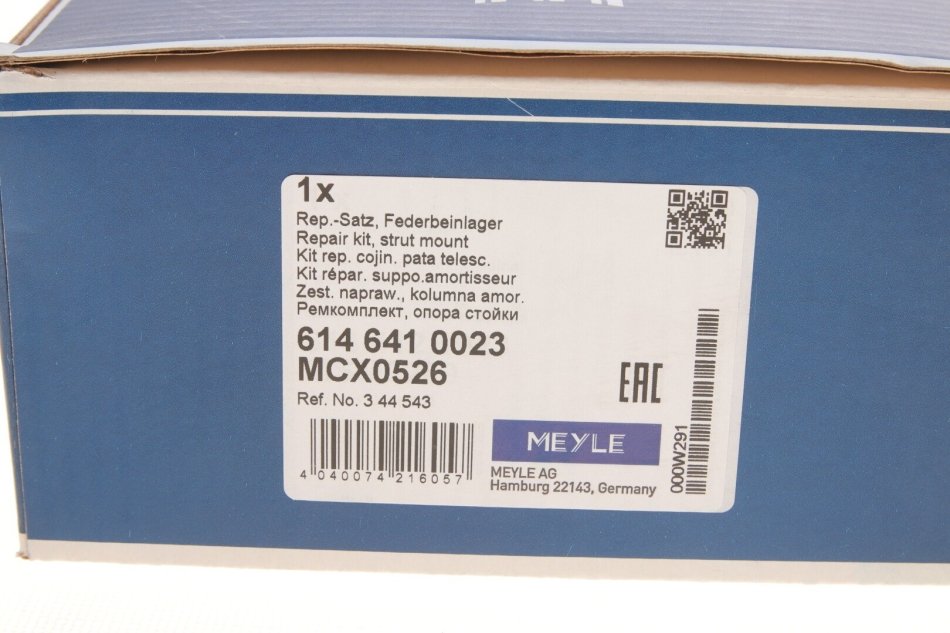 1x
Rep.-Satz, Federbeinlager
Repair kit, strut mount
Kit rep. cojin. pata telesc.
Kit répar. suppo.amortisseur
Zest. napraw., kolumna amor.
Ремкомплект, опора стойки
614 641 0023
MCX0526
Ref. No. 3 44 543
EAC
4 040074 216057
MEYLE
MEYLE AG
Hamburg 22143, Germany
000W291